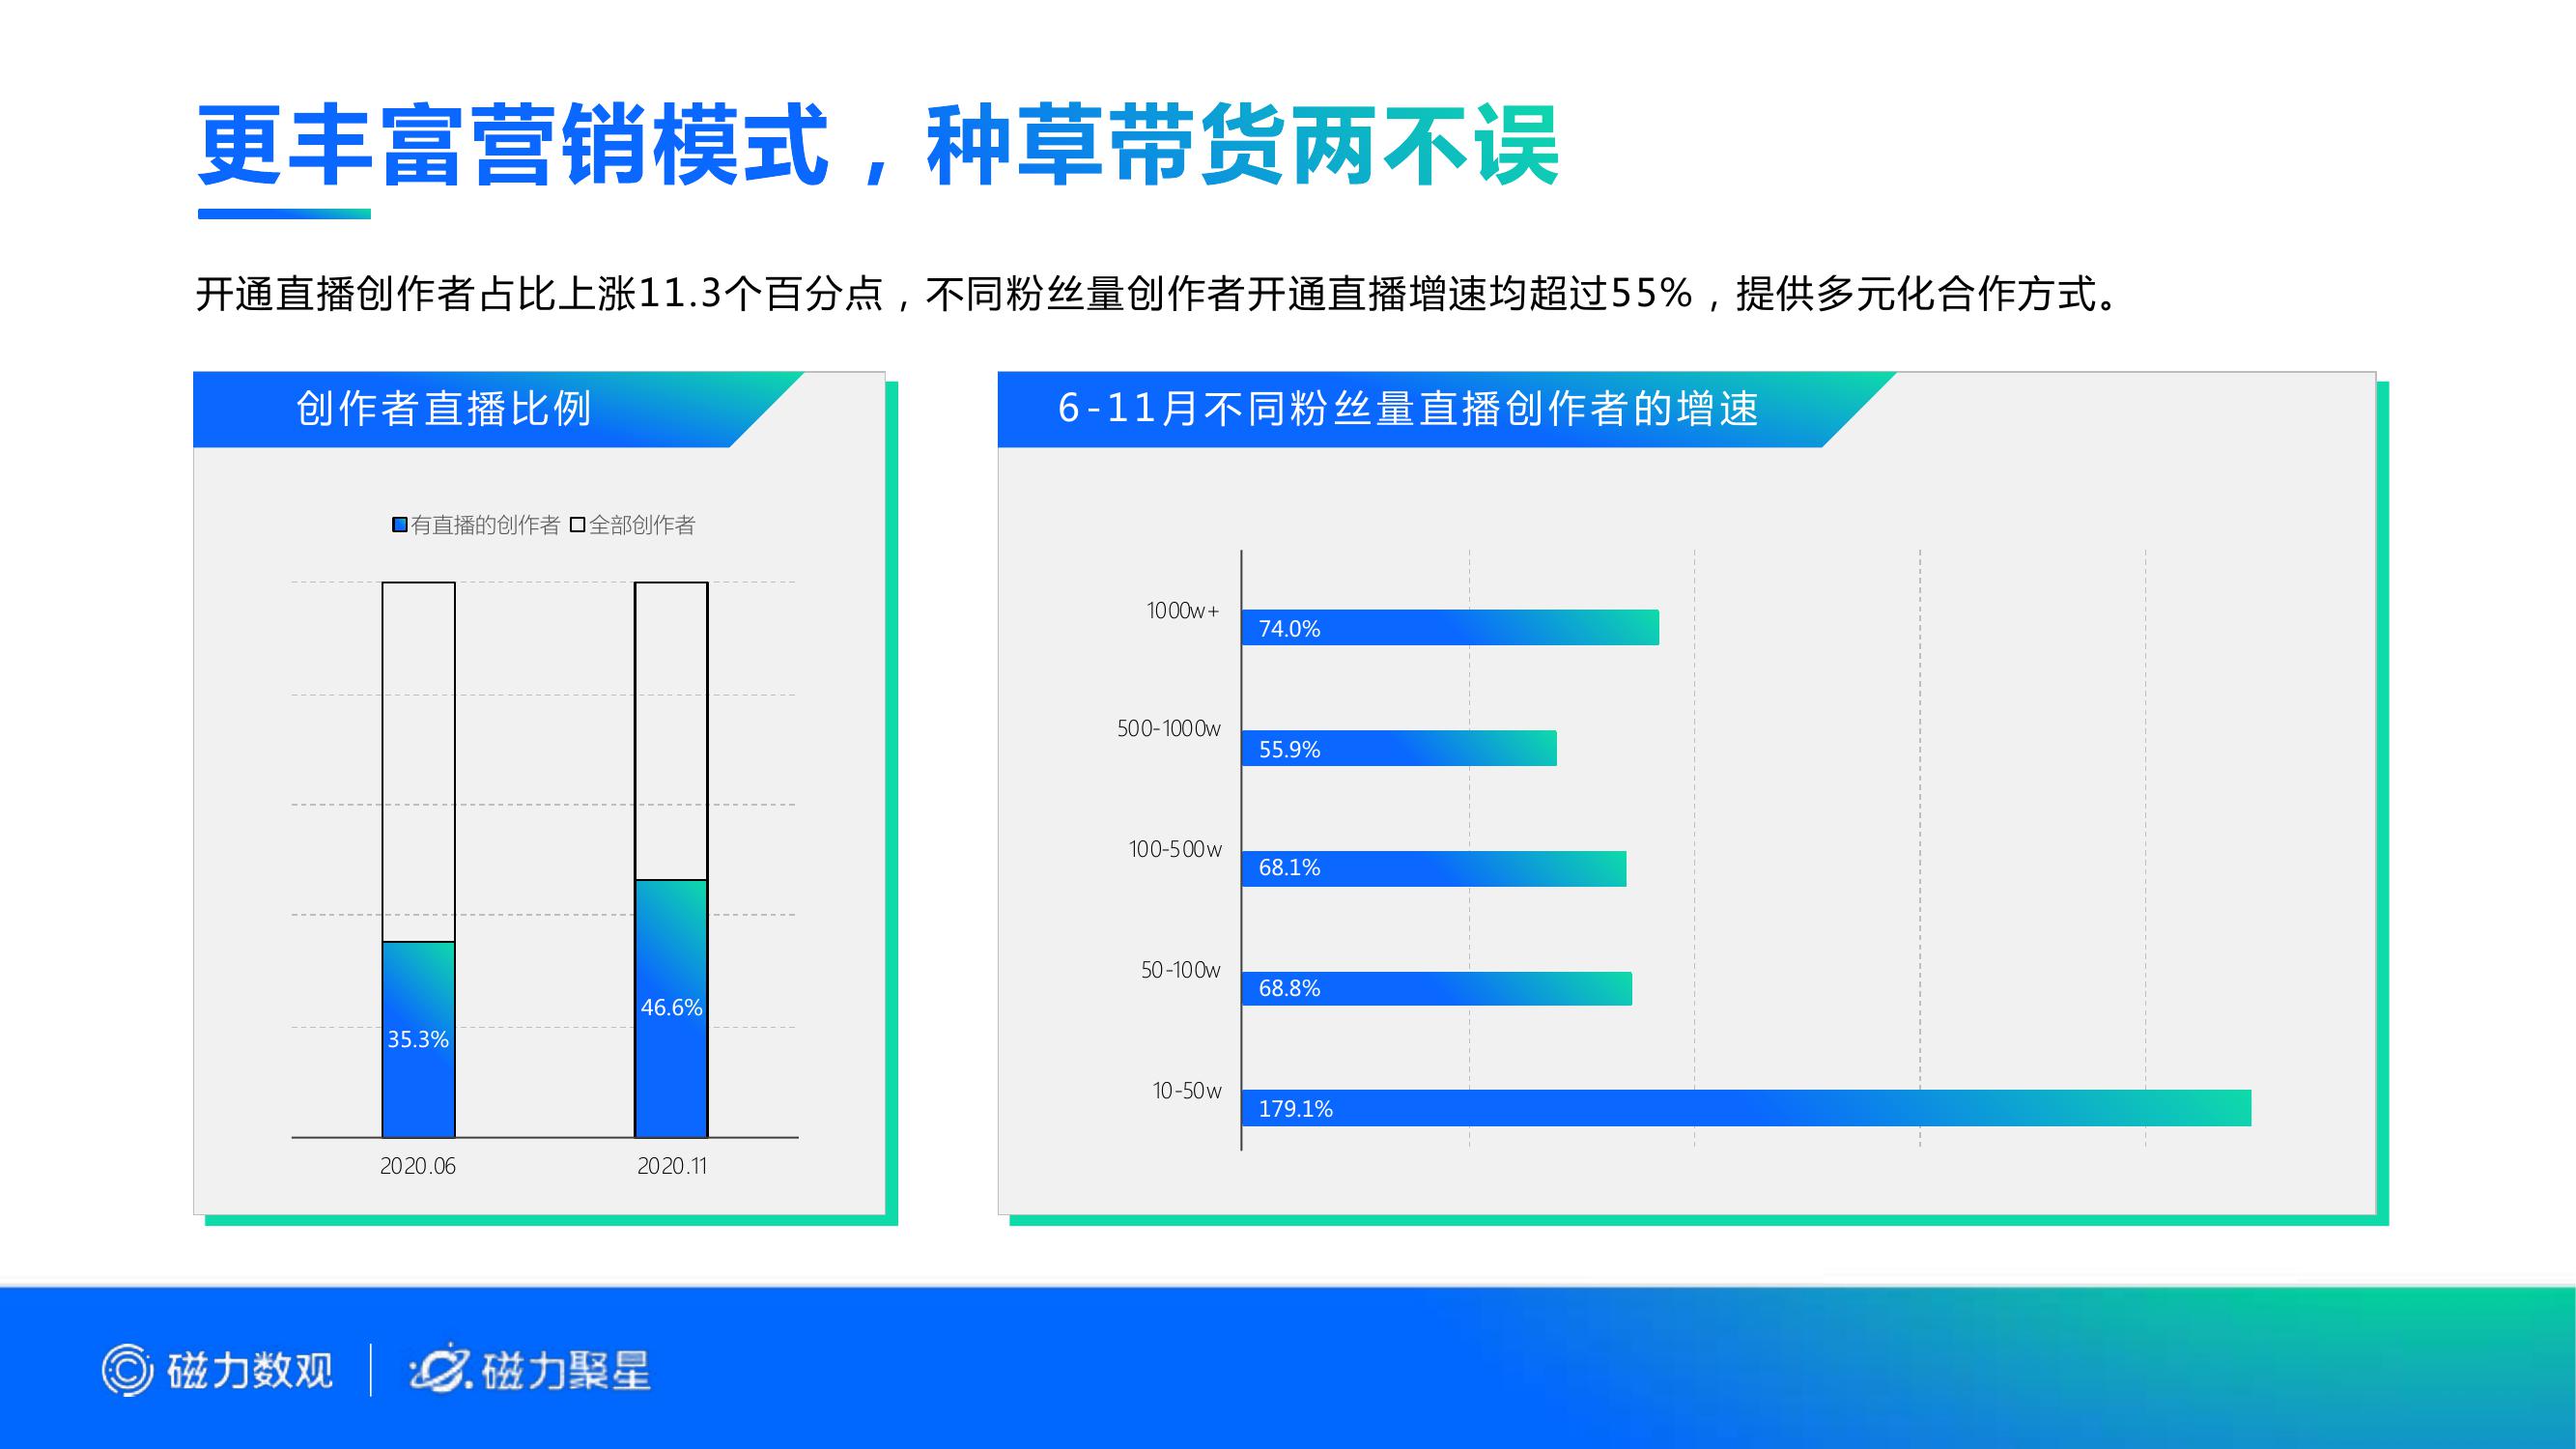 更丰富营销模式，种草带货两不误
开通直播创作者占比上涨11.3个百分点，不同粉丝量创作者开通直播增速均超过55%，提供多元化合作方式。
创作者直播比例
有直播的创作者 全部创作者
35.3%
46.6%
2020.06
2020.11
6-11月不同粉丝量直播创作者的增速
1000w+
74.0%
500-1000w
55.9%
100-500w
68.1%
50-100w
68.8%
10-50w
179.1%
磁力数观
磁力聚星